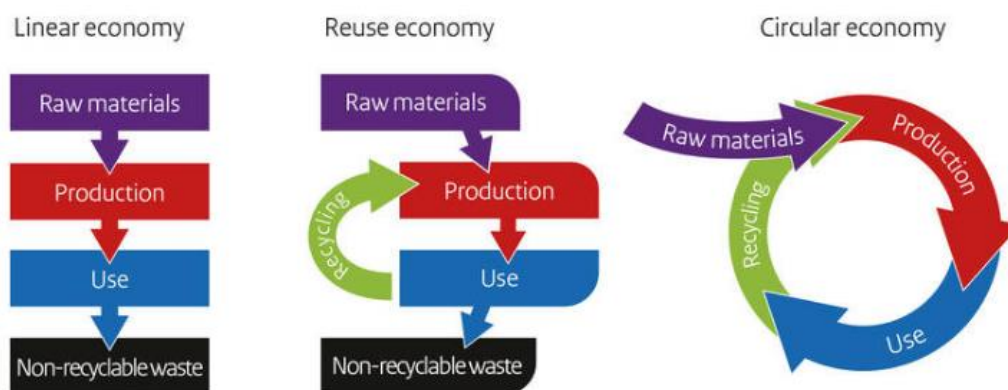 Linear economy
Raw materials
Production
Use
Non-recyclable waste
Reuse economy
Raw materials
Recycling
Production
Use
Non-recyclable waste
Circular economy
Raw materials
Production
Recycling
Use